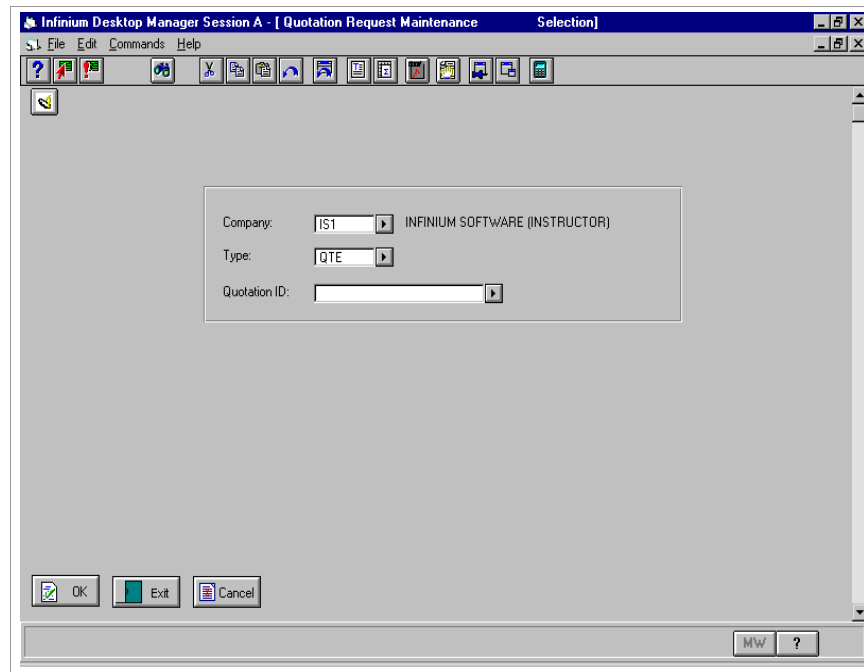 Infinium Desktop Manager Session A - [ Quotation Request Maintenance Selection]
File Edit Commands Help
Company: IS1 INFINIUM SOFTWARE (INSTRUCTOR)
Type: QTE
Quotation ID:
OK Exit Cancel
MW ?